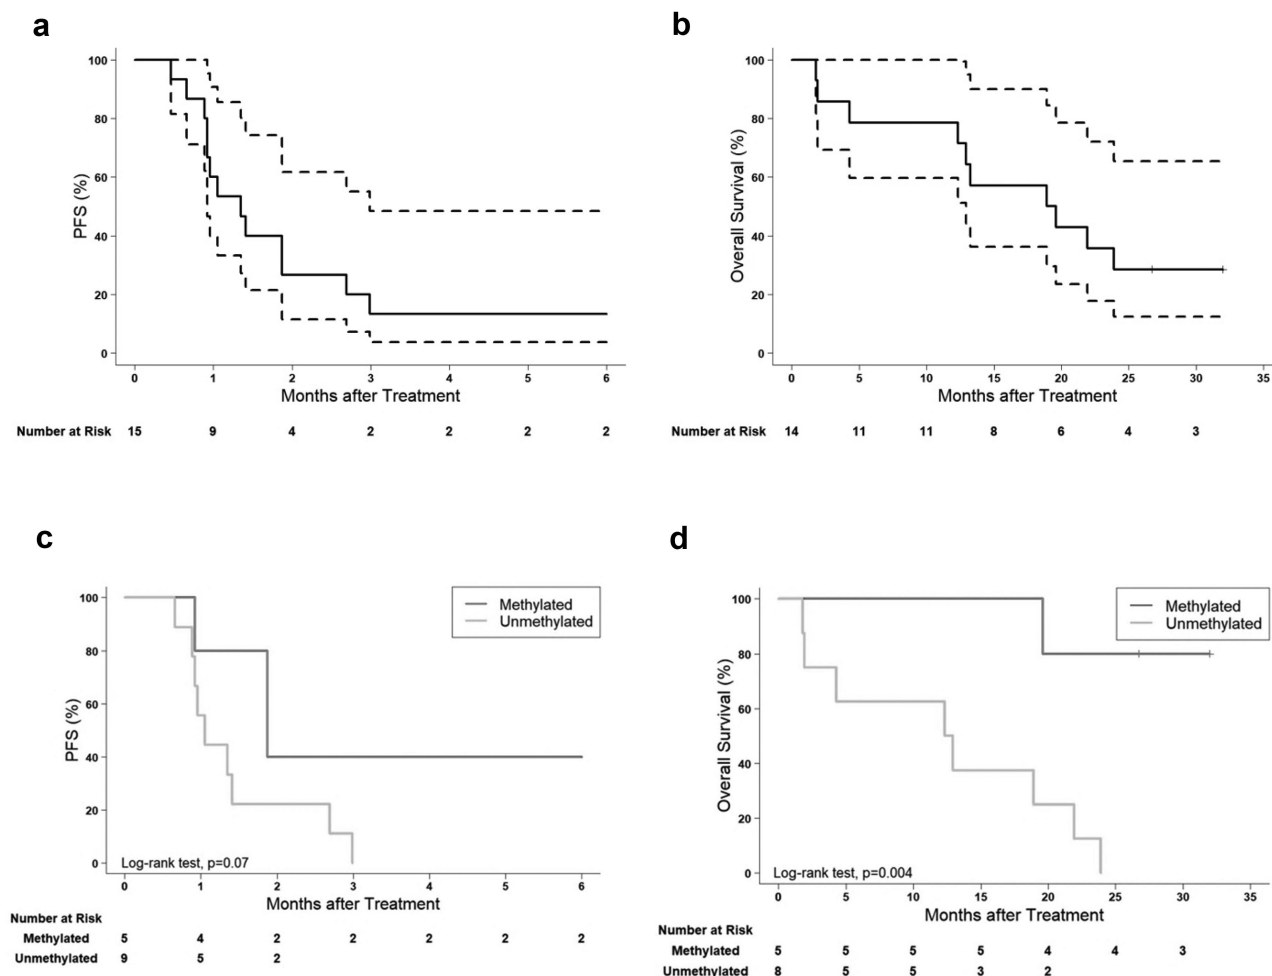 a
100
80
60
40
20
0
PFS (%)
0 1 2 3 4 5 6
Months after Treatment
Number at Risk 15 9 4 2 2 2 2
b
100
80
60
40
20
0
Overall Survival (%)
0 5 10 15 20 25 30 35
Months after Treatment
Number at Risk 14 11 11 8 6 4 3
c
100
80
60
40
20
0
PFS (%)
Methylated
Unmethylated
Log-rank test, p=0.07
0 1 2 3 4 5 6
Months after Treatment
Number at Risk
Methylated 5 4 2 2 2 2 2
Unmethylated 9 5 2
d
100
80
60
40
20
0
Overall Survival (%)
Methylated
Unmethylated
Log-rank test, p=0.004
0 5 10 15 20 25 30 35
Months after Treatment
Number at Risk
Methylated 5 5 5 5 4 4 3
Unmethylated 8 5 5 3 2